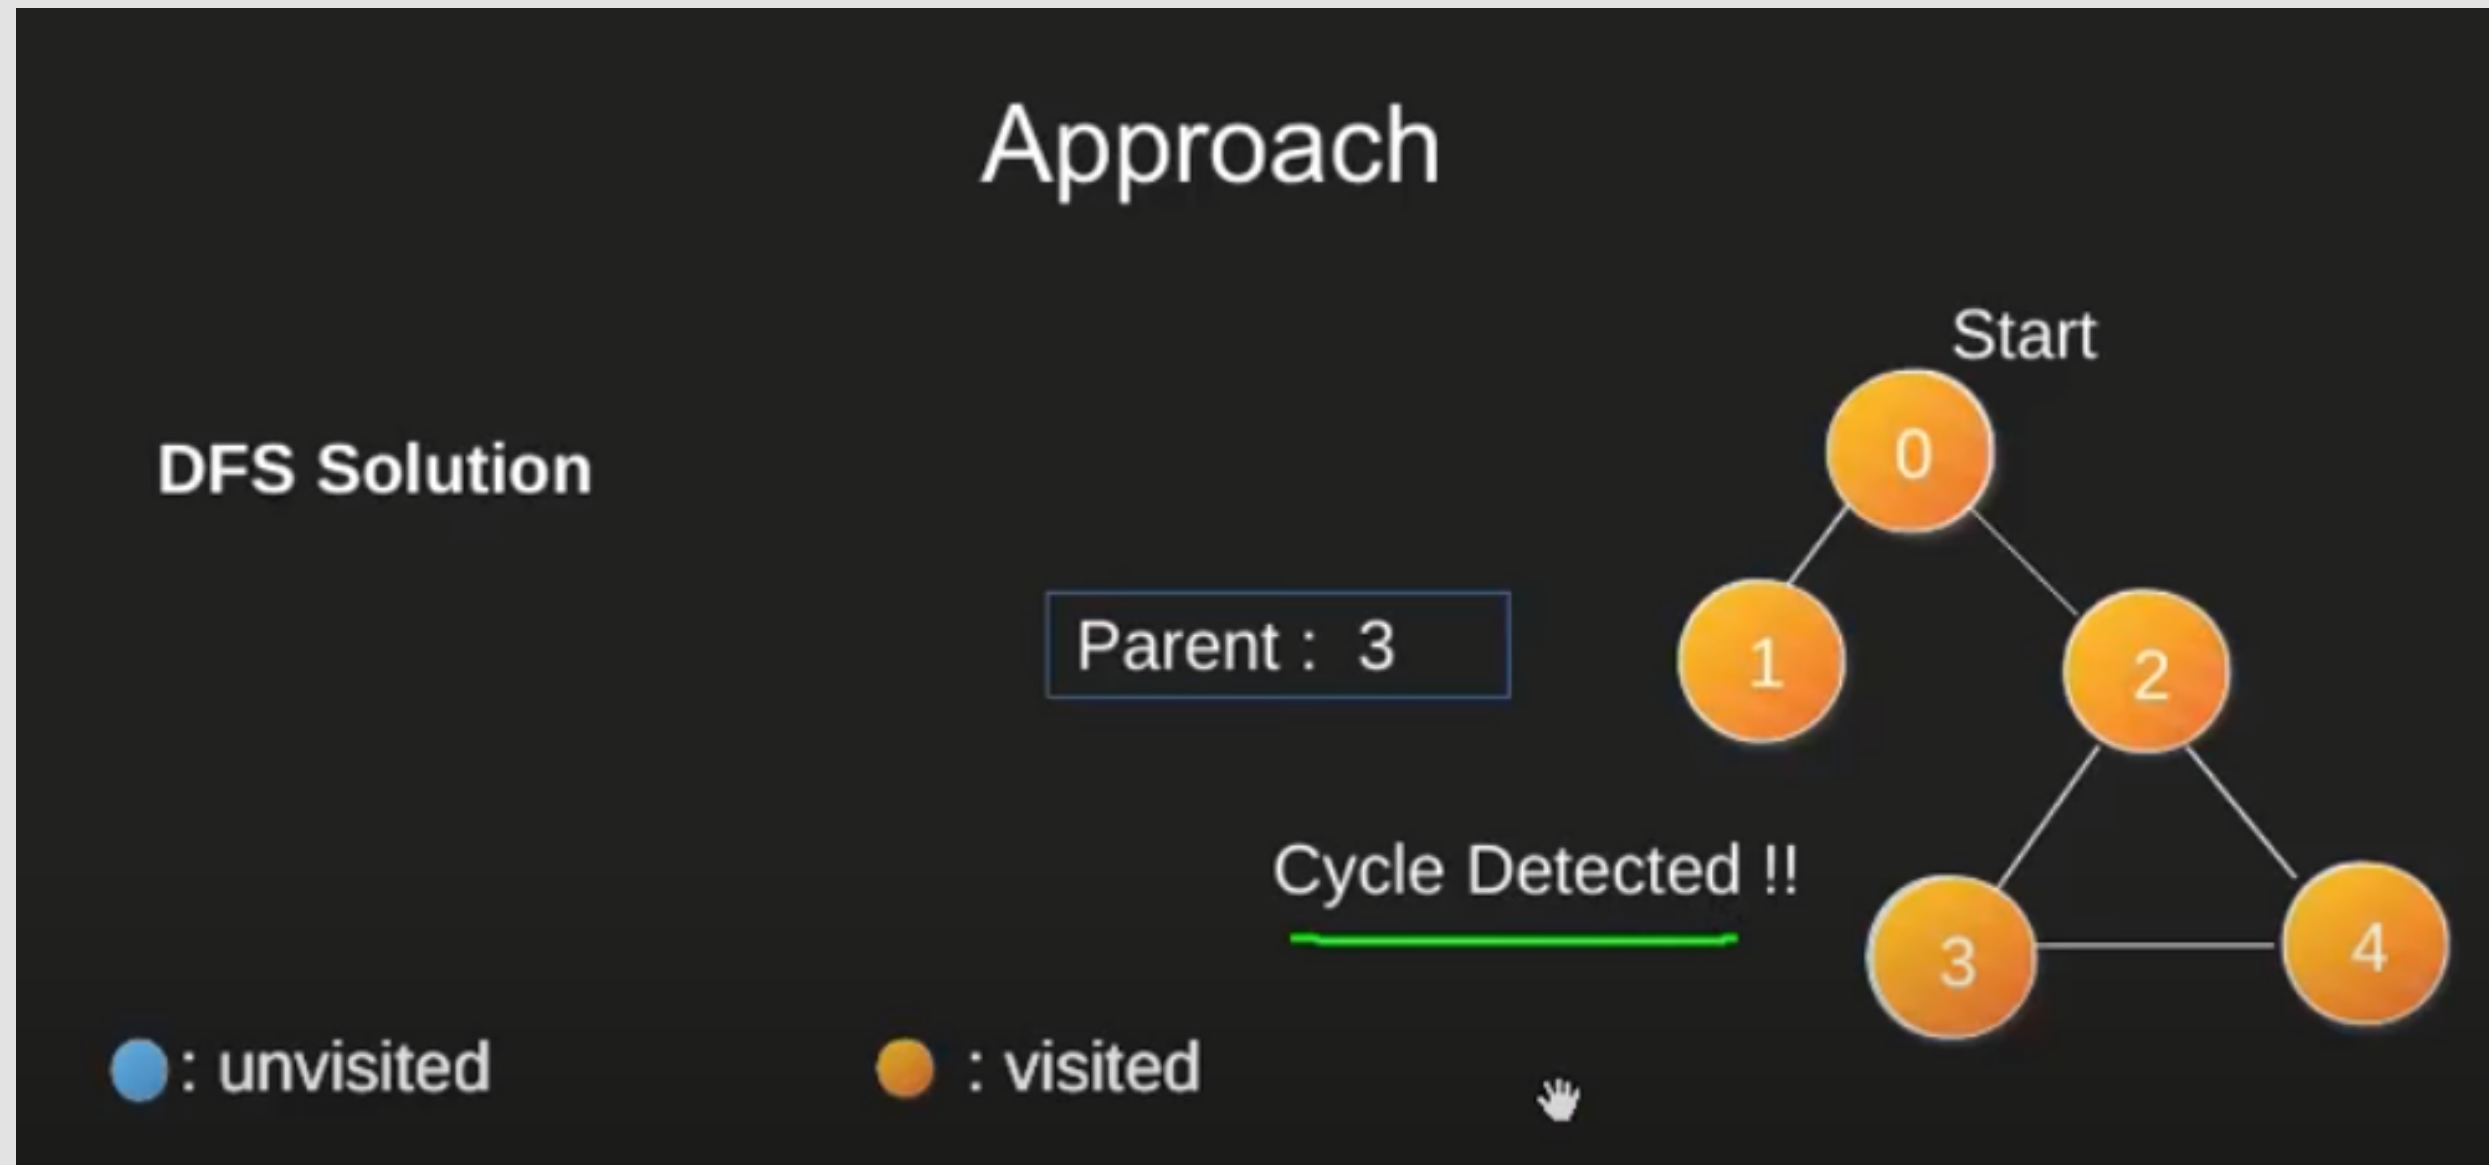 Approach
Start
0
DFS Solution
Parent : 3
1
2
Cycle Detected !!
3
4
: unvisited
: visited